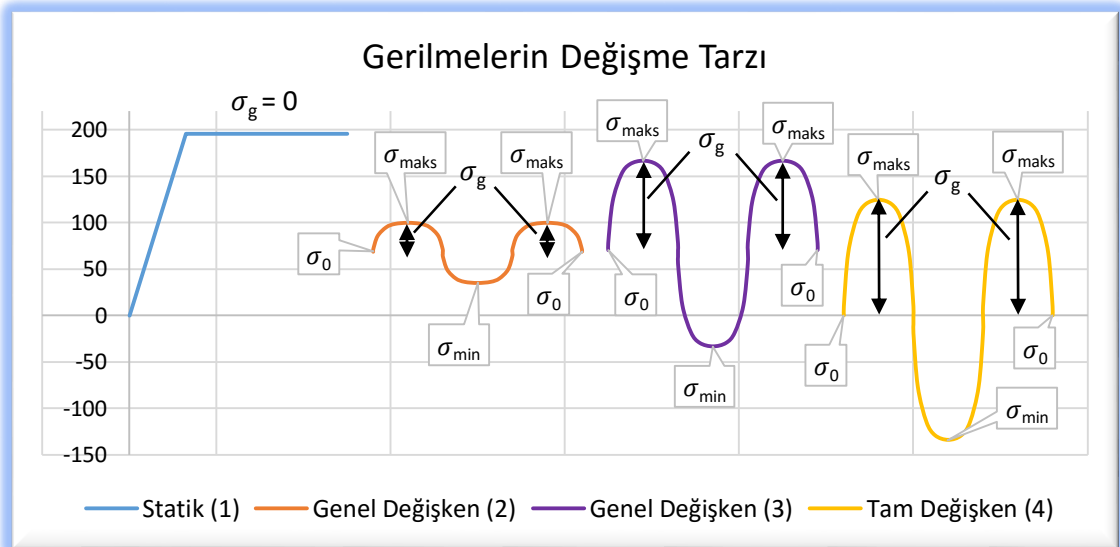 Gerilmelerin Değişme Tarzı
σg = 0
200
150
100
50
0
-50
-100
-150
σ0
σmaks
σg
σmaks
σmin
σ0
σmaks
σg
σmaks
σ0
σmin
σ0
σmaks
σg
σmaks
σ0
σmin
σ0
Statik (1)
Genel Değişken (2)
Genel Değişken (3)
Tam Değişken (4)